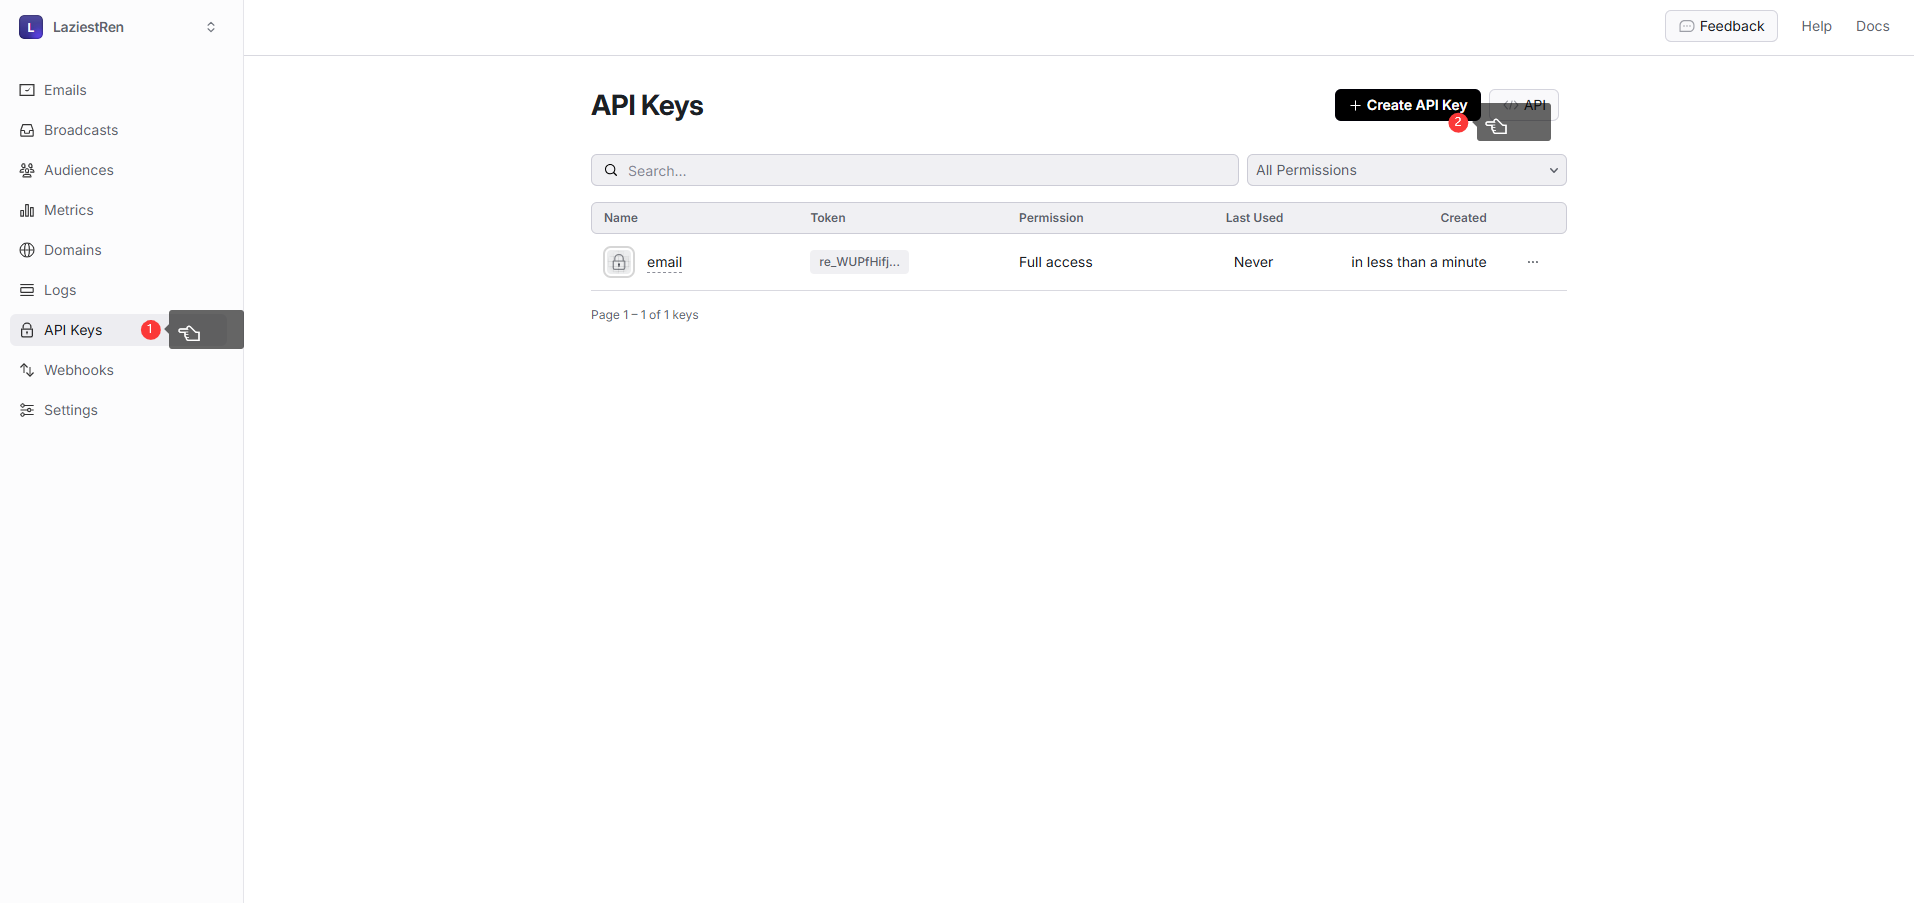 L LaziestRen
Feedback Help Docs
Emails
Broadcasts
Audiences
Metrics
Domains
Logs
API Keys 1
Webhooks
Settings
API Keys
+ Create API Key
</> API
2
Search...
All Permissions
Name Token Permission Last Used Created
email re_WUPfHifj... Full access Never in less than a minute ...
Page 1 – 1 of 1 keys